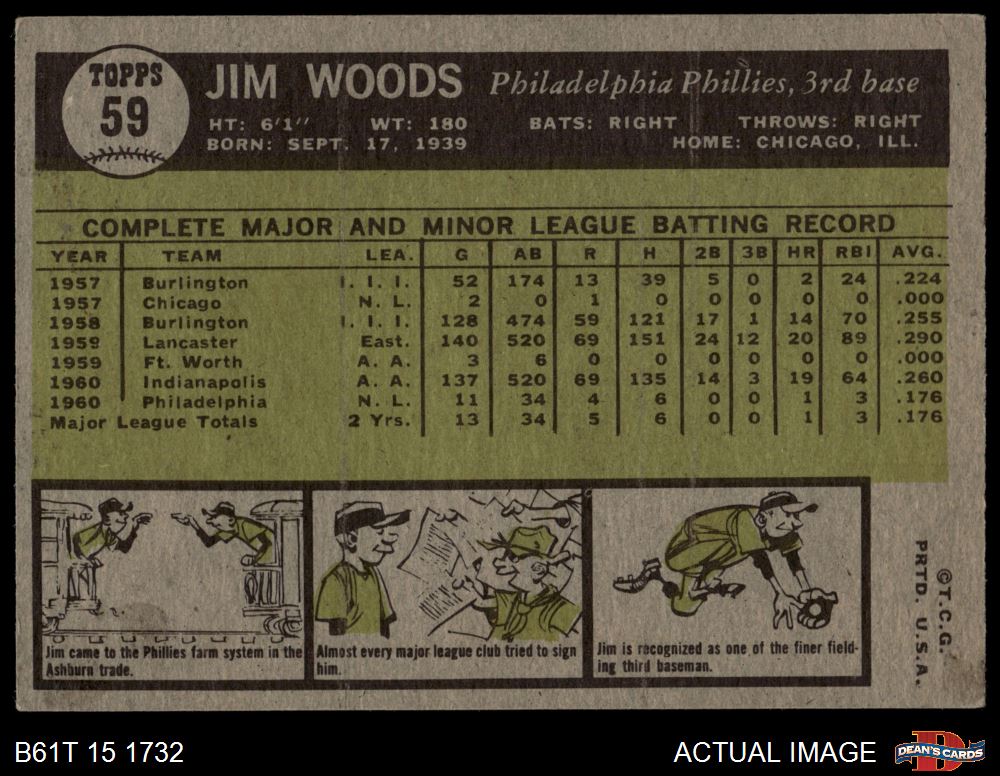 TOPPS
59
JIM WOODS Philadelphia Phillies, 3rd base
HT: 6'1" WT: 180 BATS: RIGHT THROWS: RIGHT
BORN: SEPT. 17, 1939 HOME: CHICAGO, ILL.
COMPLETE MAJOR AND MINOR LEAGUE BATTING RECORD
YEAR TEAM LEA. G AB R H 2B 3B HR RBI AVG.
1957 Burlington I. I. I. 52 174 13 39 5 0 2 24 .224
1957 Chicago N. L. 2 0 1 0 0 0 0 0 .000
1958 Burlington I. I. I. 128 474 59 121 17 1 14 70 .255
1959 Lancaster East. 140 520 69 151 24 12 20 89 .290
1959 Ft. Worth A. A. 3 6 0 0 0 0 0 0 .000
1960 Indianapolis A. A. 137 520 69 135 14 3 19 64 .260
1960 Philadelphia N. L. 11 34 4 6 0 0 1 3 .176
Major League Totals 2 Yrs. 13 34 5 6 0 0 1 3 .176
Jim came to the Phillies farm system in the
Ashburn trade.
Almost every major league club tried to sign
him.
Jim is recognized as one of the finer field-
ing third baseman.
©T.C.G.
PRTD. U.S.A.
B61T 15 1732 ACTUAL IMAGE DEAN'S CARDS